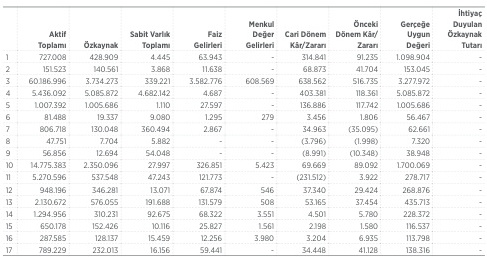 Aktif Toplamı Özkaynak Sabit Varlık Toplamı Faiz Gelirleri Menkul Değer Gelirleri Cari Dönem Kâr/Zararı Önceki Dönem Kâr/Zararı Gerçeğe Uygun Değeri İhtiyaç Duyulan Özkaynak Tutarı
1 727.008 428.909 4.445 63.943 - 314.841 91.235 1.098.904 -
2 151.523 140.561 3.868 11.638 - 68.873 41.704 153.045 -
3 60.186.996 3.734.273 339.221 3.582.776 608.569 638.562 516.735 3.277.972 -
4 5.436.092 5.085.872 4.682.142 4.687 - 403.381 118.361 5.085.872 -
5 1.007.392 1.005.686 1.110 27.597 - 136.886 117.742 1.005.686 -
6 81.488 19.337 9.080 1.295 279 3.456 1.806 56.467 -
7 806.718 130.048 360.494 2.867 - 34.963 (35.095) 62.661 -
8 47.751 7.704 5.882 - - (3.796) (1.998) 7.320 -
9 56.856 12.694 54.048 - - (8.991) (10.348) 38.948 -
10 14.775.383 2.350.096 27.997 326.851 5.423 69.669 89.092 1.700.069 -
11 5.270.596 537.548 47.243 121.773 - (231.512) 3.922 278.717 -
12 948.196 346.281 13.071 67.874 546 37.340 29.424 268.876 -
13 2.130.672 576.055 191.688 131.579 508 53.165 37.454 435.713 -
14 1.294.956 310.231 92.675 68.322 3.551 4.501 5.780 228.372 -
15 650.178 152.426 10.116 25.827 1.561 2.198 1.580 116.537 -
16 287.585 128.137 15.459 12.256 3.980 3.204 6.935 113.798 -
17 789.229 232.013 16.156 59.441 - 34.448 41.128 138.316 -